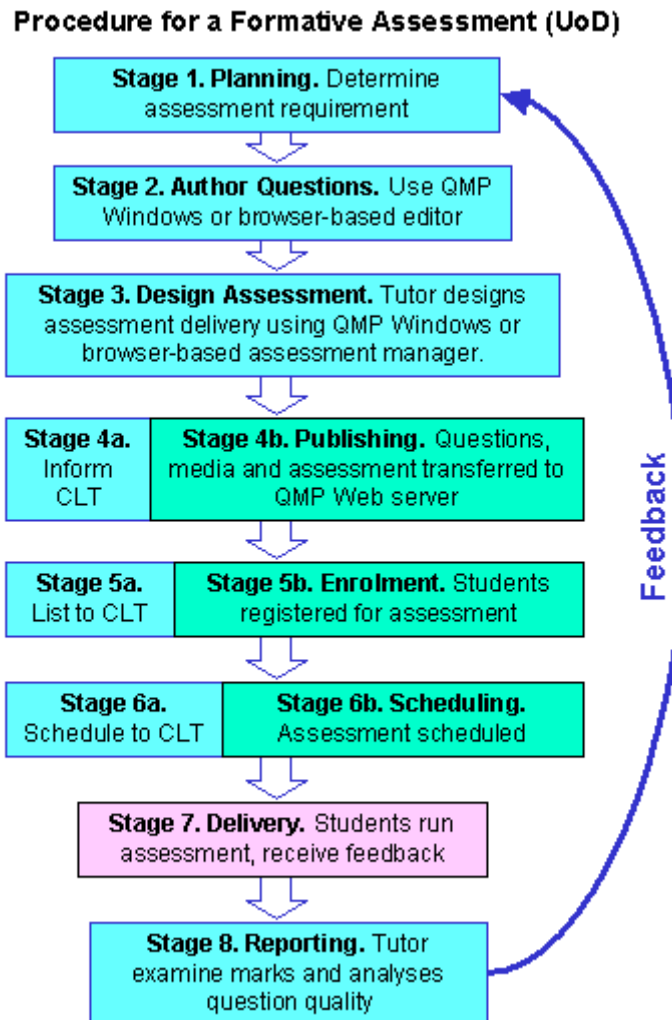 Procedure for a Formative Assessment (UoD)
Stage 1. Planning. Determine
assessment requirement
Stage 2. Author Questions. Use QMP
Windows or browser-based editor
Stage 3. Design Assessment. Tutor designs
assessment delivery using QMP Windows or
browser-based assessment manager.
Stage 4a.
Inform
CLT
Stage 4b. Publishing. Questions,
media and assessment transferred to
QMP Web server
Stage 5a.
List to CLT
Stage 5b. Enrolment. Students
registered for assessment
Stage 6a.
Schedule to CLT
Stage 6b. Scheduling.
Assessment scheduled
Stage 7. Delivery. Students run
assessment, receive feedback
Stage 8. Reporting. Tutor
examine marks and analyses
question quality
Feedback